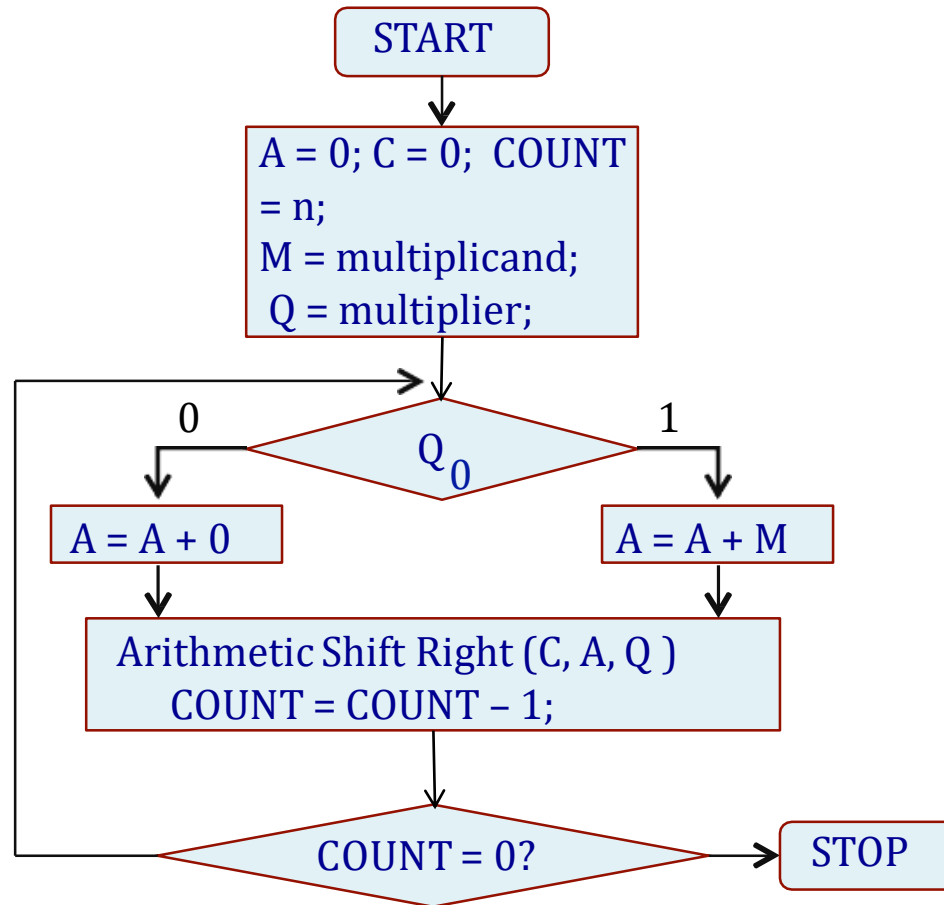 START
A = 0; C = 0; COUNT
= n;
M = multiplicand;
Q = multiplier;
0
1
Q0
A = A + 0
A = A + M
Arithmetic Shift Right (C, A, Q )
COUNT = COUNT – 1;
COUNT = 0?
STOP